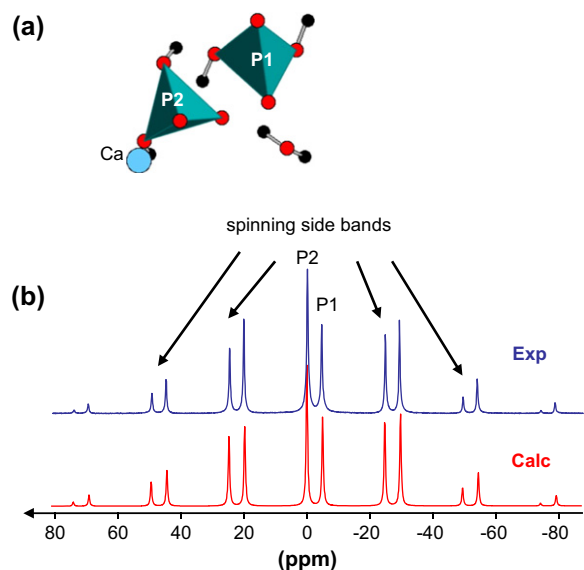 (a)
P1
P2
Ca
spinning side bands
P2
(b)
P1
Exp
Calc
80 60 40 20 0 -20 -40 -60 -80
(ppm)